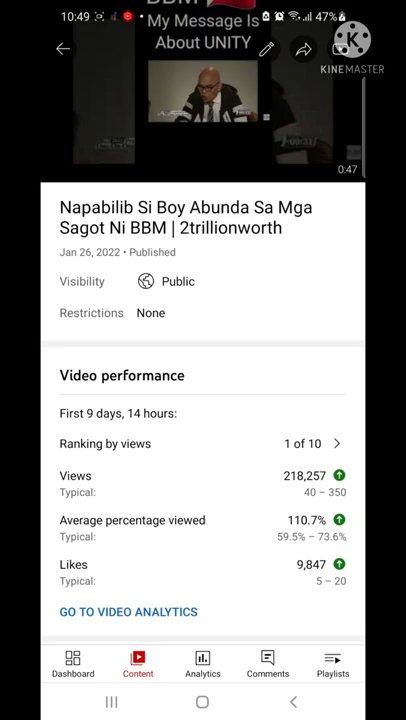 10:49
47%
BBM
My Message Is
About UNITY
KINEMASTER
0:47
Napabilib Si Boy Abunda Sa Mga
Sagot Ni BBM | 2trillionworth
Jan 26, 2022 • Published
Visibility Public
Restrictions None
Video performance
First 9 days, 14 hours:
Ranking by views 1 of 10
Views 218,257
Typical: 40 – 350
Average percentage viewed 110.7%
Typical: 59.5% – 73.6%
Likes 9,847
Typical: 5 – 20
GO TO VIDEO ANALYTICS
Dashboard Content Analytics Comments Playlists